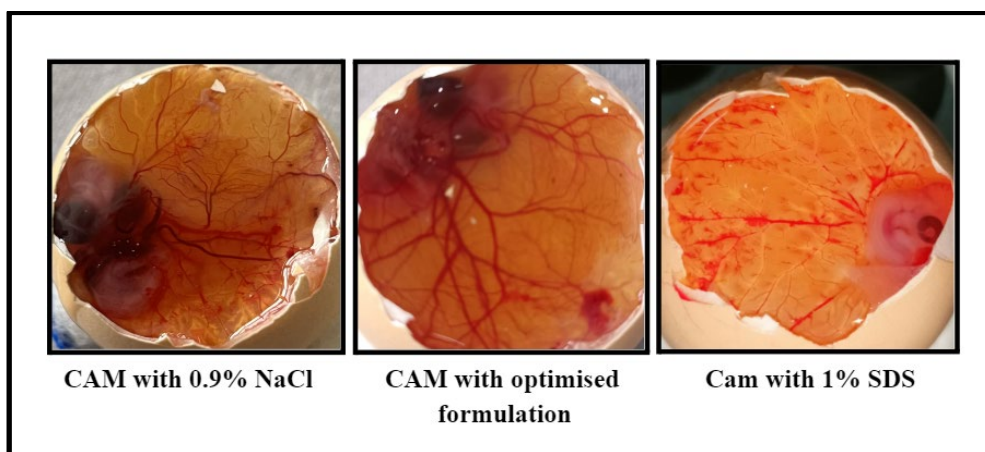 CAM with 0.9% NaCl
CAM with optimised
formulation
Cam with 1% SDS